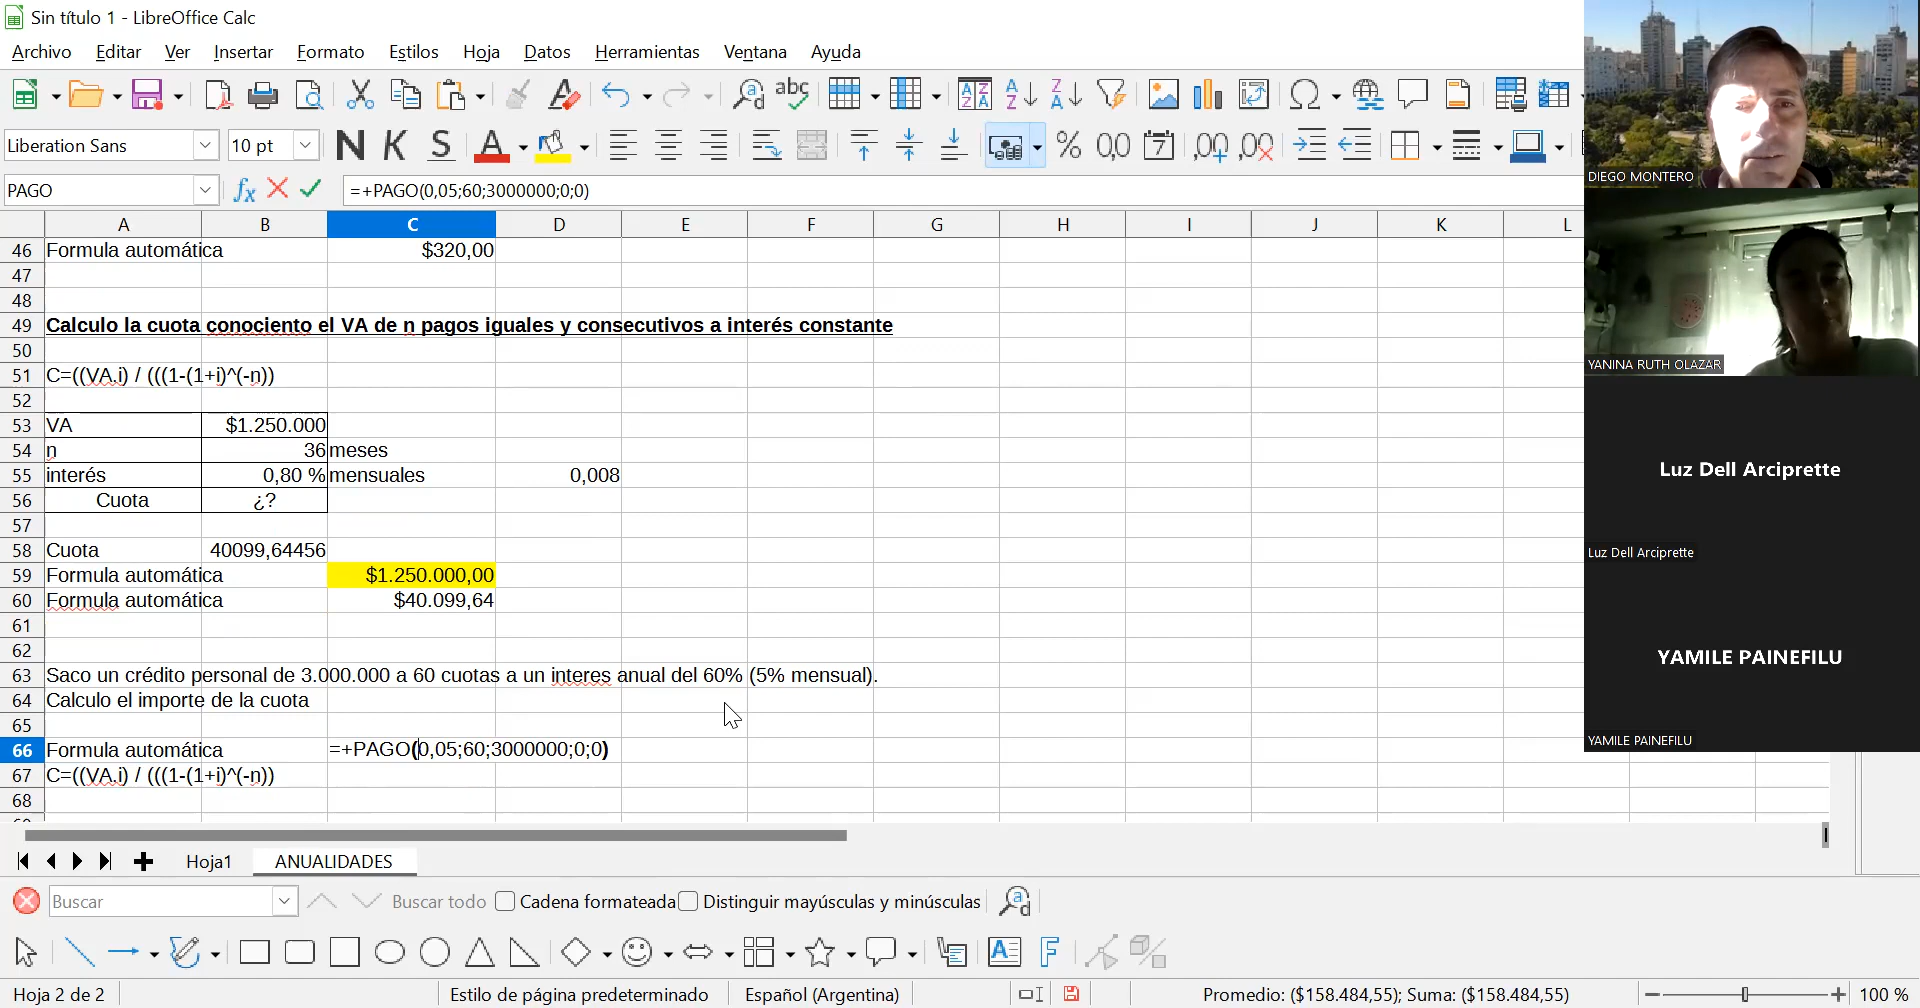 Sin título 1 - LibreOffice Calc
Archivo Editar Ver Insertar Formato Estilos Hoja Datos Herramientas Ventana Ayuda
Liberation Sans 10 pt N K S A
PAGO fx =+PAGO(0,05;60;3000000;0;0)
A B C D E F G H I J K L
46 Formula automática $320,00
47
48
49 Calculo la cuota conociento el VA de n pagos iguales y consecutivos a interés constante
50
51 C=((VA.i) / (((1-(1+i)^(-n))
52
53 VA $1.250.000
54 n 36 meses
55 interés 0,80 % mensuales 0,008
56 Cuota ¿?
57
58 Cuota 40099,64456
59 Formula automática $1.250.000,00
60 Formula automática $40.099,64
61
62
63 Saco un crédito personal de 3.000.000 a 60 cuotas a un interes anual del 60% (5% mensual).
64 Calculo el importe de la cuota
65
66 Formula automática =+PAGO(0,05;60;3000000;0;0)
67 C=((VA.i) / (((1-(1+i)^(-n))
68
Hoja1 ANUALIDADES
Buscar Buscar todo Cadena formateada Distinguir mayúsculas y minúsculas
Hoja 2 de 2 Estilo de página predeterminado Español (Argentina) Promedio: ($158.484,55); Suma: ($158.484,55) 100 %
DIEGO MONTERO
YANINA RUTH OLAZAR
Luz Dell Arciprette
Luz Dell Arciprette
YAMILE PAINEFILU
YAMILE PAINEFILU